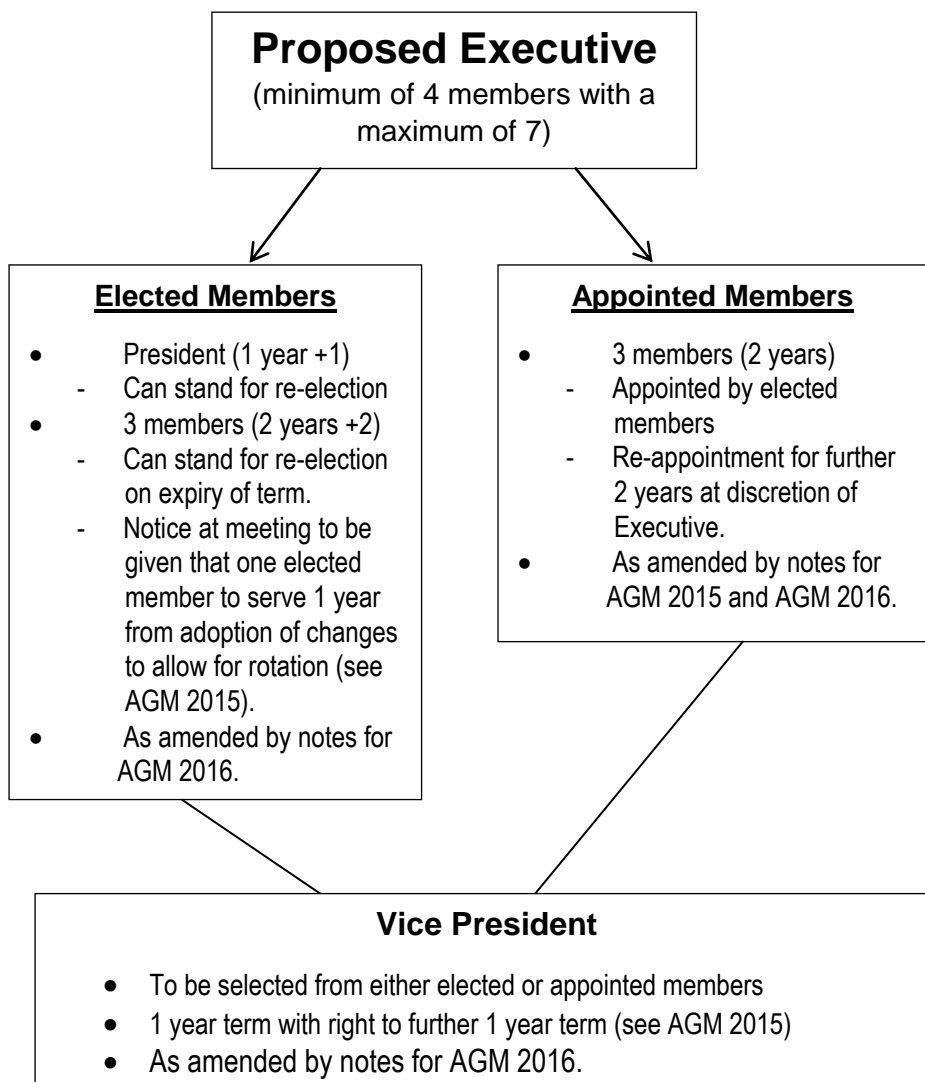 Proposed Executive
(minimum of 4 members with a
maximum of 7)
Elected Members
• President (1 year +1)
- Can stand for re-election
• 3 members (2 years +2)
- Can stand for re-election
on expiry of term.
- Notice at meeting to be
given that one elected
member to serve 1 year
from adoption of changes
to allow for rotation (see
AGM 2015).
• As amended by notes for
AGM 2016.
Appointed Members
• 3 members (2 years)
- Appointed by elected
members
- Re-appointment for further
2 years at discretion of
Executive.
• As amended by notes for
AGM 2015 and AGM 2016.
Vice President
• To be selected from either elected or appointed members
• 1 year term with right to further 1 year term (see AGM 2015)
• As amended by notes for AGM 2016.